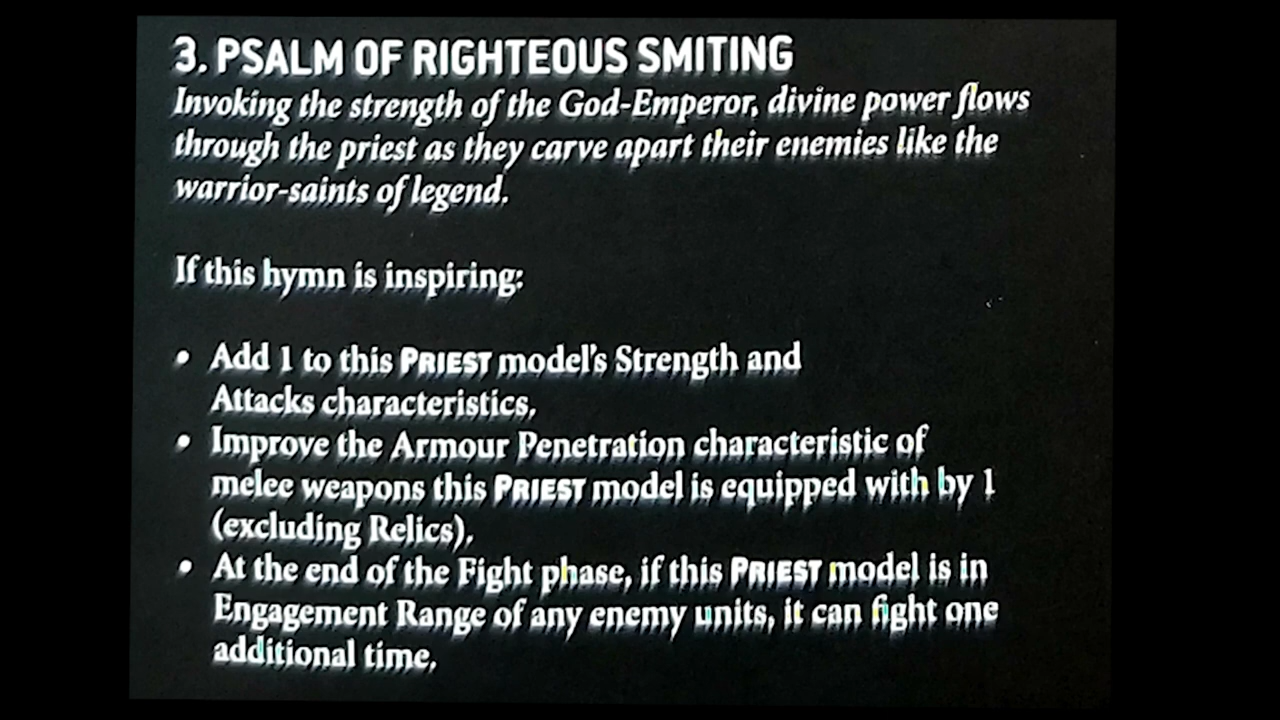 3. PSALM OF RIGHTEOUS SMITING
Invoking the strength of the God-Emperor, divine power flows
through the priest as they carve apart their enemies like the
warrior-saints of legend.
If this hymn is inspiring:
• Add 1 to this PRIEST model's Strength and
Attacks characteristics.
• Improve the Armour Penetration characteristic of
melee weapons this PRIEST model is equipped with by 1
(excluding Relics).
• At the end of the Fight phase, if this PRIEST model is in
Engagement Range of any enemy units, it can fight one
additional time.